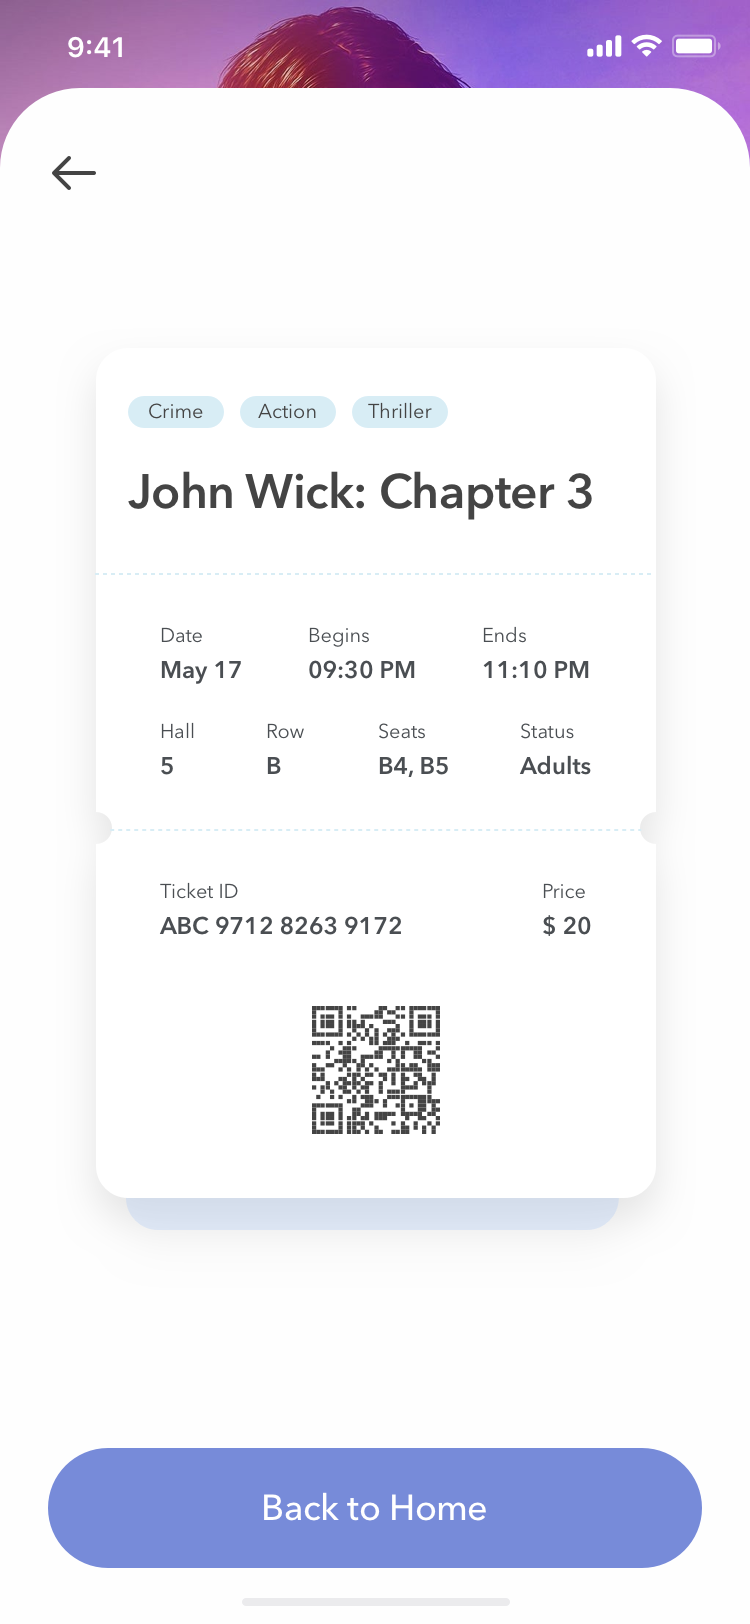 9:41
Crime Action Thriller
John Wick: Chapter 3
Date Begins Ends
May 17 09:30 PM 11:10 PM
Hall Row Seats Status
5 B B4, B5 Adults
Ticket ID Price
ABC 9712 8263 9172 $ 20
Back to Home